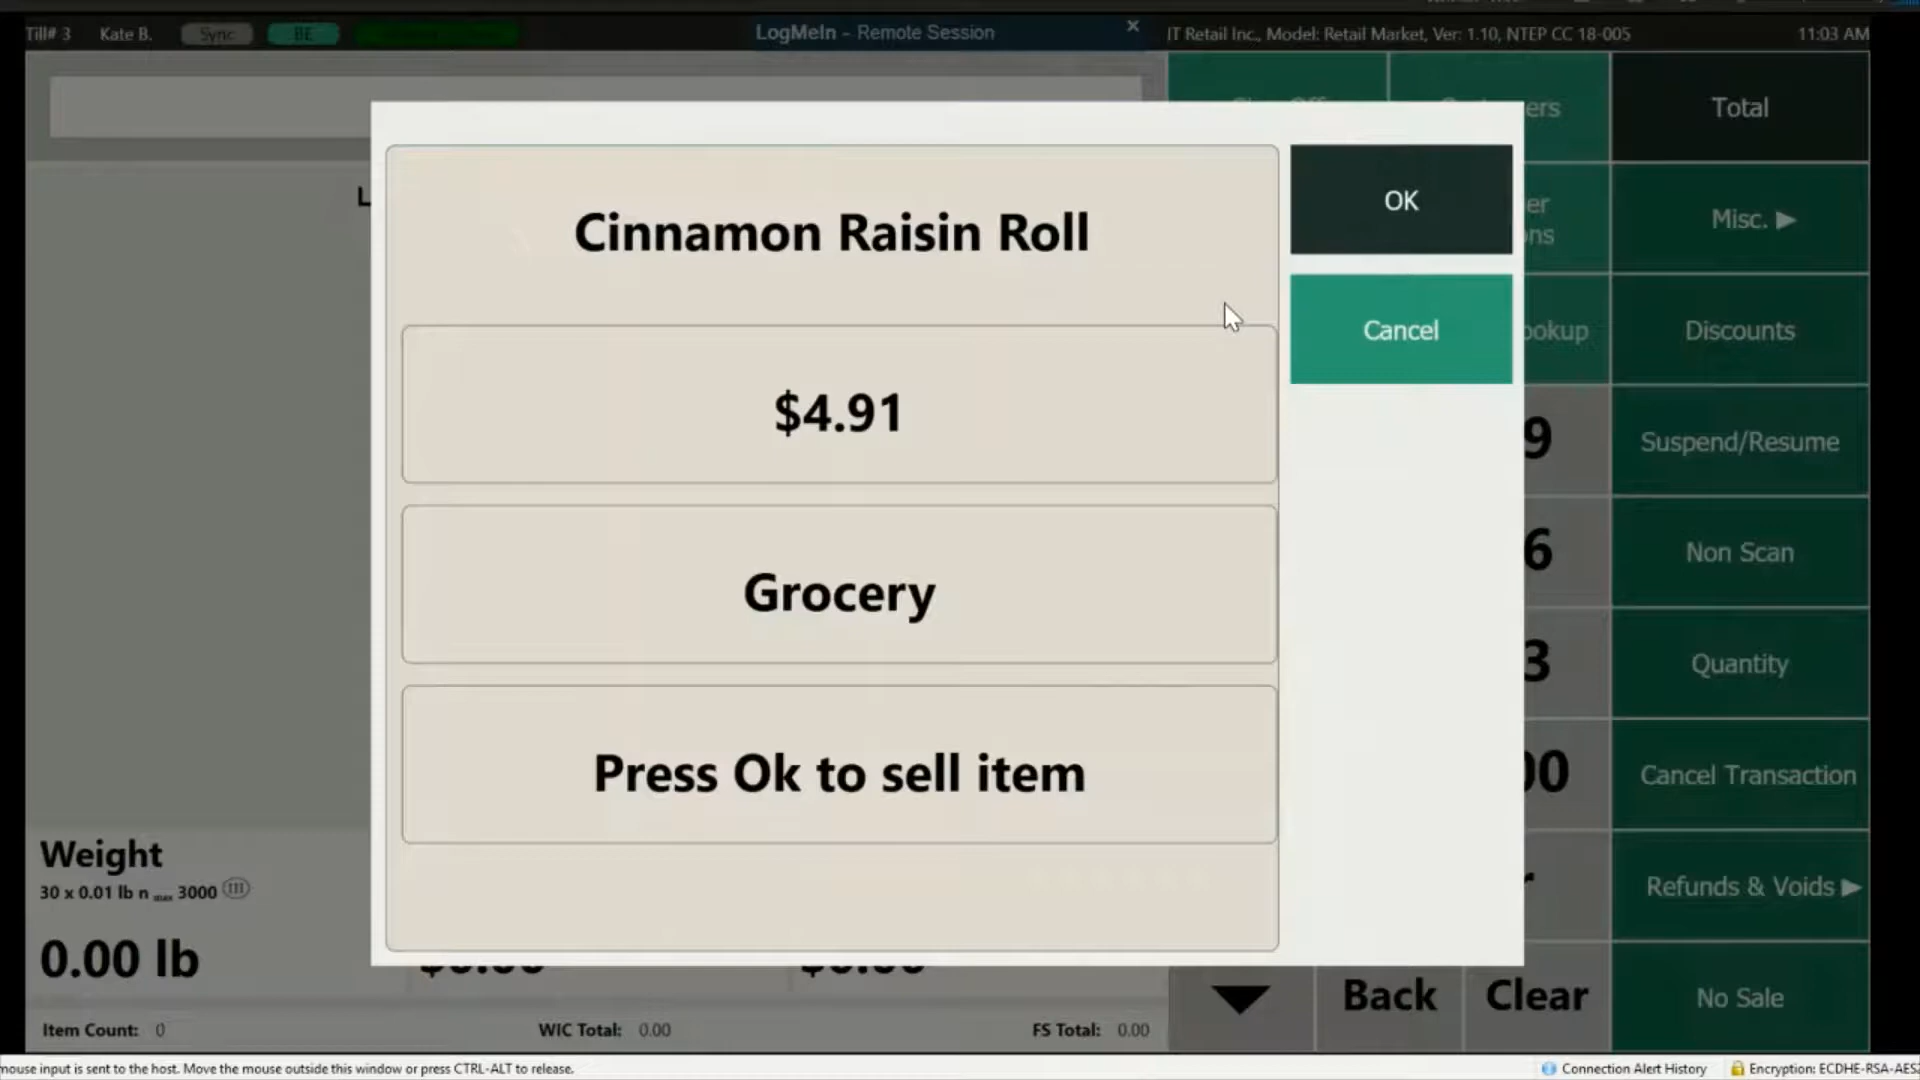 Till# 3 Kate B. Sync BE LogMeIn - Remote Session × IT Retail Inc., Model: Retail Market, Ver: 1.10, NTEP CC 18-005 11:03 AM
Total
Cinnamon Raisin Roll
OK
Misc. ▶
Cancel
Discounts
$4.91
9
Suspend/Resume
6
Non Scan
Grocery
3
Quantity
Press Ok to sell item
00
Cancel Transaction
Weight
30 x 0.01 lb n max 3000 III
Refunds & Voids ▶
0.00 lb
Back
Clear
No Sale
Item Count: 0
WIC Total: 0.00
FS Total: 0.00
mouse input is sent to the host. Move the mouse outside this window or press CTRL-ALT to release.
Connection Alert History
Encryption: ECDHE-RSA-AES2